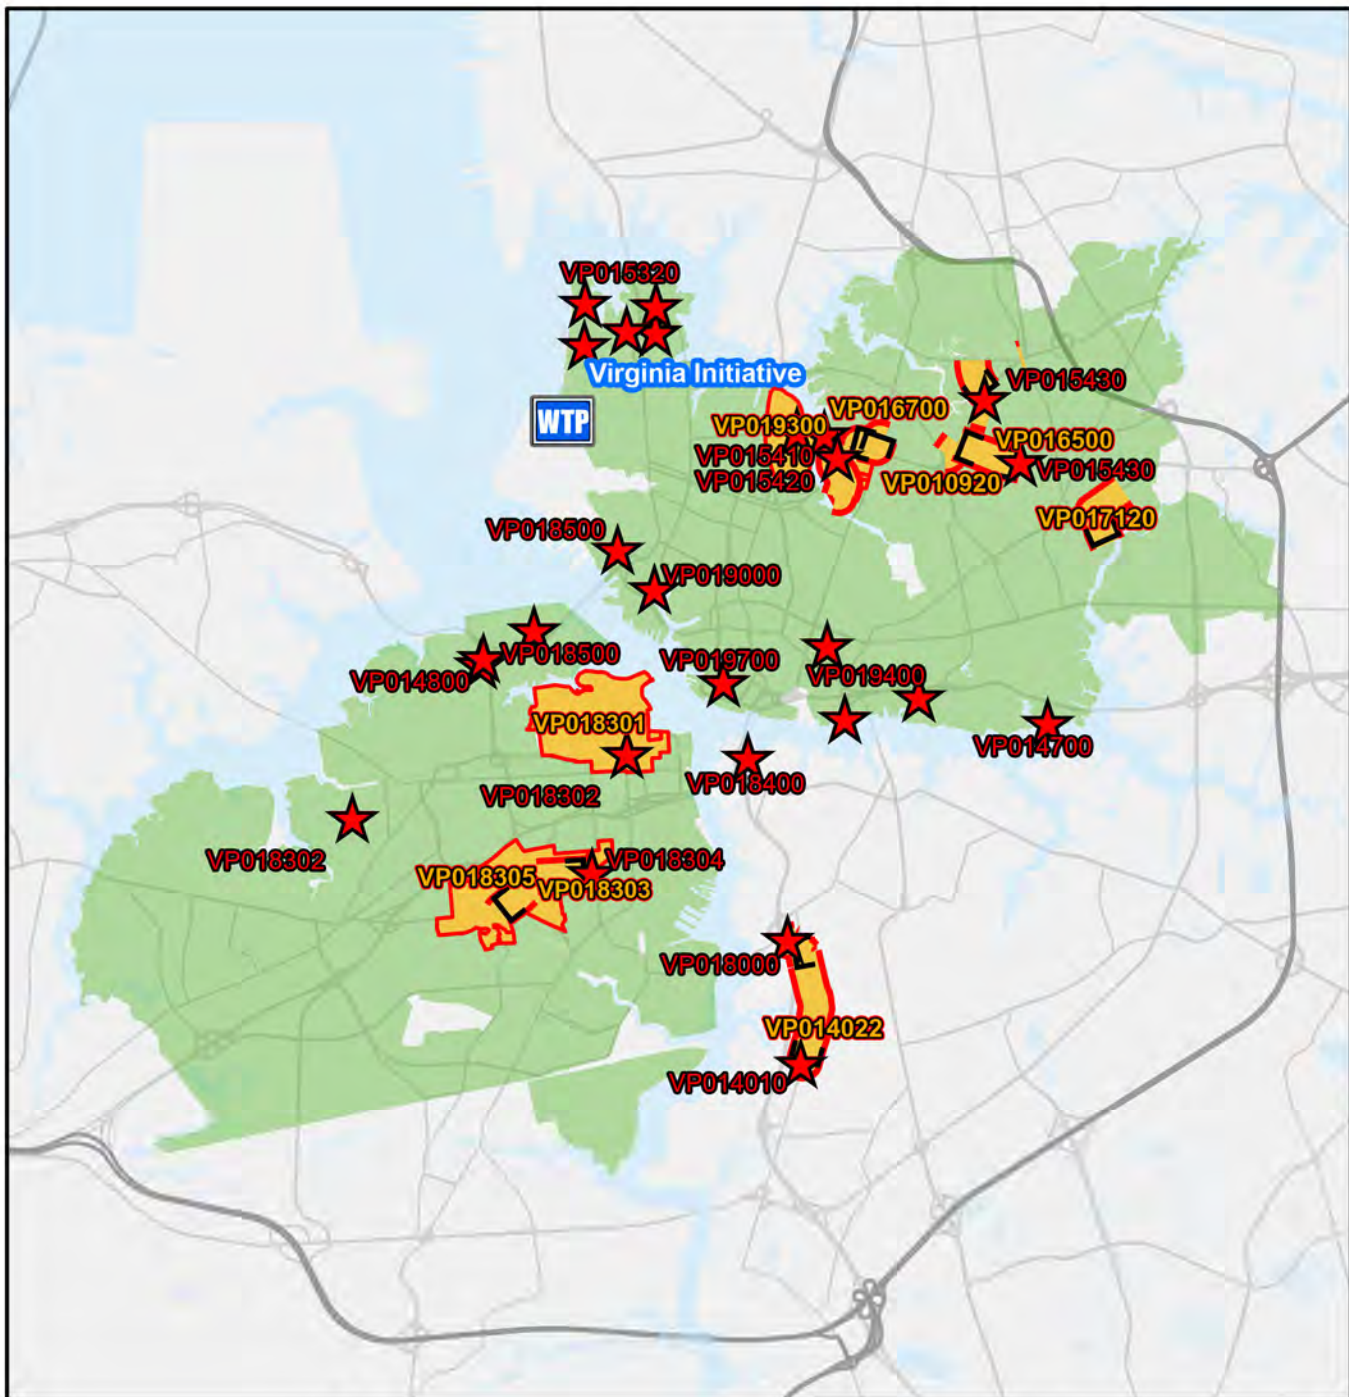 VP015320
Virginia Initiative
WTP
VP015430
VP016700
VP019300
VP016500
VP015410
VP015430
VP015420
VP010920
VP017120
VP018500
VP019000
VP018500
VP019700
VP014800
VP019400
VP018301
VP014700
VP018400
VP018302
VP018302
VP018304
VP018305
VP018303
VP018000
VP014022
VP014010